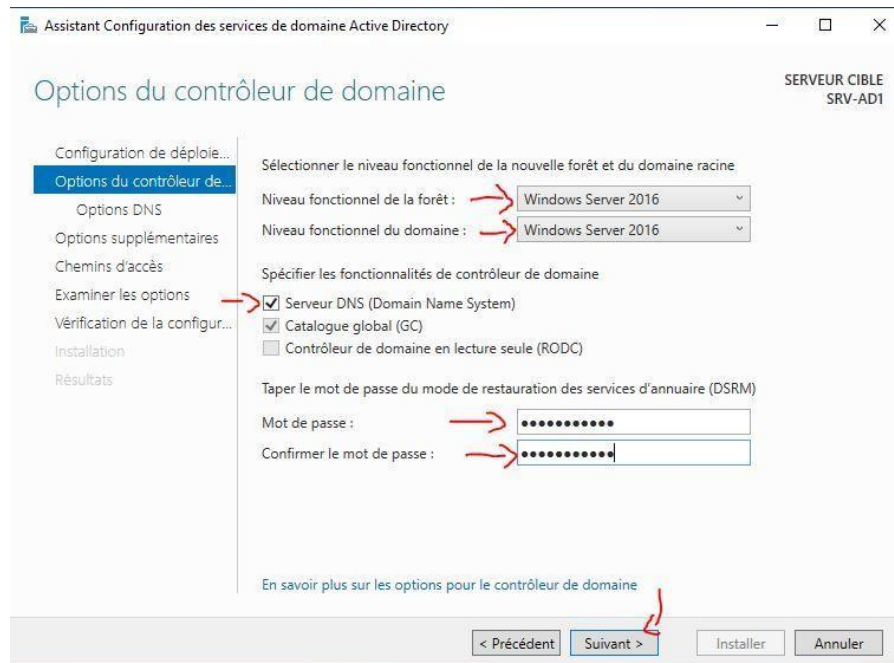 Assistant Configuration des services de domaine Active Directory
Options du contrôleur de domaine
SERVEUR CIBLE
SRV-AD1
Configuration de déploie...
Options du contrôleur de...
Options DNS
Options supplémentaires
Chemins d'accès
Examiner les options
Vérification de la configur...
Installation
Résultats
Sélectionner le niveau fonctionnel de la nouvelle forêt et du domaine racine
Niveau fonctionnel de la forêt : Windows Server 2016
Niveau fonctionnel du domaine : Windows Server 2016
Spécifier les fonctionnalités de contrôleur de domaine
Serveur DNS (Domain Name System)
Catalogue global (GC)
Contrôleur de domaine en lecture seule (RODC)
Taper le mot de passe du mode de restauration des services d'annuaire (DSRM)
Mot de passe : •••••••••••
Confirmer le mot de passe : •••••••••••
En savoir plus sur les options pour le contrôleur de domaine
< Précédent Suivant > Installer Annuler